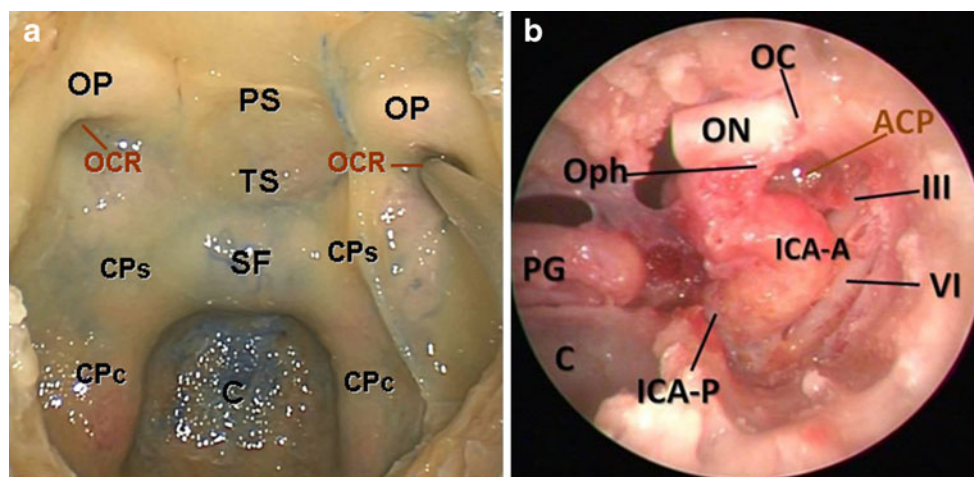 a
OP
PS
OP
OCR
OCR
TS
CPs
SF
CPs
CPc
C
CPc
b
OC
ON
ACP
Oph
III
ICA-A
PG
VI
C
ICA-P